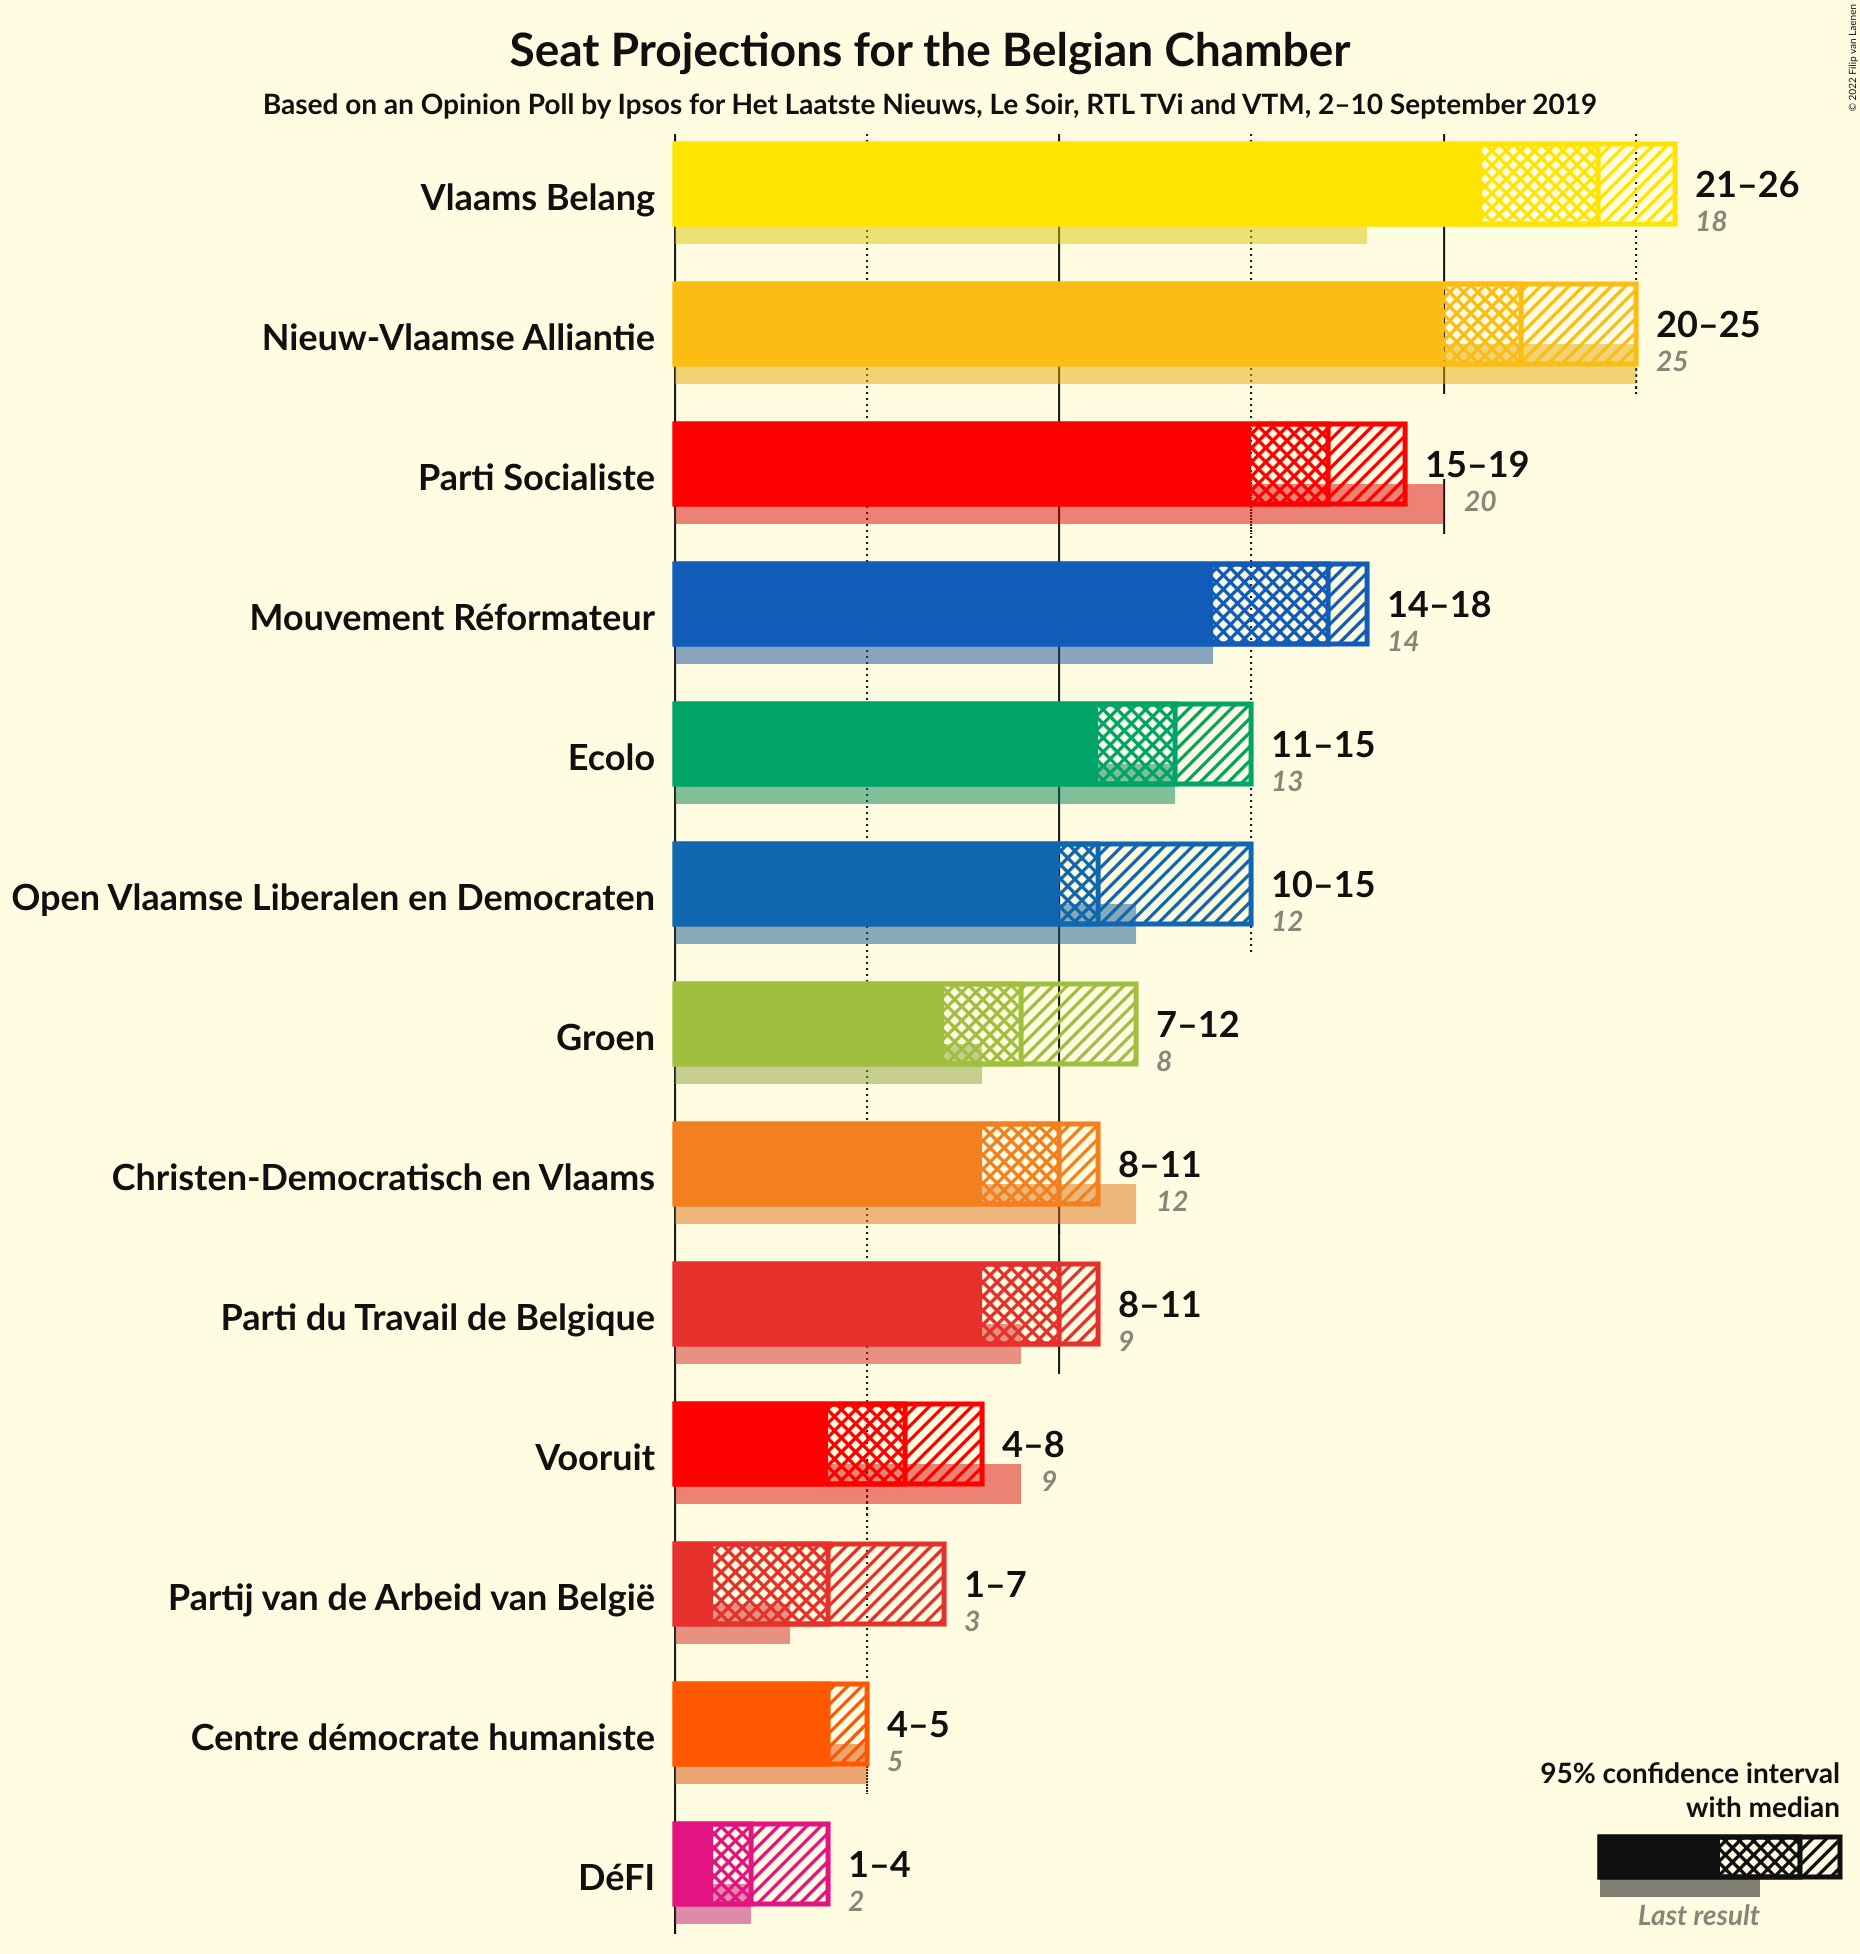 Seat Projections for the Belgian Chamber
Based on an Opinion Poll by Ipsos for Het Laatste Nieuws, Le Soir, RTL TVi and VTM, 2–10 September 2019
© 2022 Filip van Laenen
Vlaams Belang
21–26
18
Nieuw-Vlaamse Alliantie
20–25
25
Parti Socialiste
15–19
20
Mouvement Réformateur
14–18
14
Ecolo
11–15
13
Open Vlaamse Liberalen en Democraten
10–15
12
Groen
7–12
8
Christen-Democratisch en Vlaams
8–11
12
Parti du Travail de Belgique
8–11
9
Vooruit
4–8
9
Partij van de Arbeid van België
1–7
3
Centre démocrate humaniste
4–5
5
DéFI
1–4
2
95% confidence interval
with median
Last result